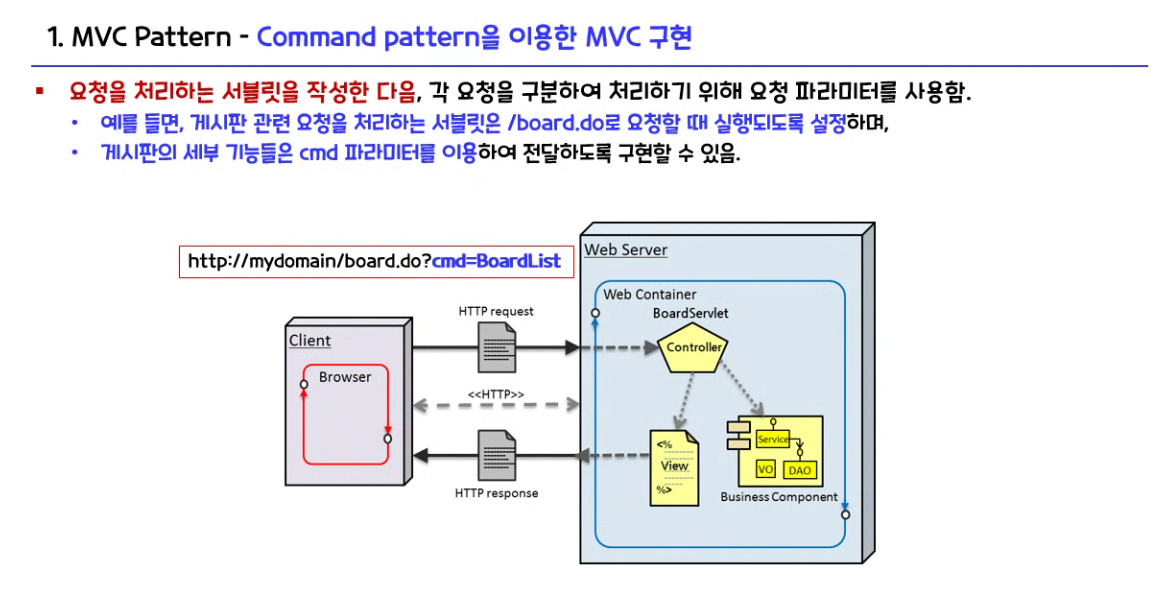 1. MVC Pattern - Command pattern을 이용한 MVC 구현
▪ 요청을 처리하는 서블릿을 작성한 다음, 각 요청을 구분하여 처리하기 위해 요청 파라미터를 사용함.
• 예를 들면, 게시판 관련 요청을 처리하는 서블릿은 /board.do로 요청할 때 실행되도록 설정하며,
• 게시판의 세부 기능들은 cmd 파라미터를 이용하여 전달하도록 구현할 수 있음.
http://mydomain/board.do?cmd=BoardList
Web Server
Web Container
BoardServlet
Controller
HTTP request
Client
Browser
<<HTTP>>
HTTP response
<%
View
%>
Service
VO
DAO
Business Component